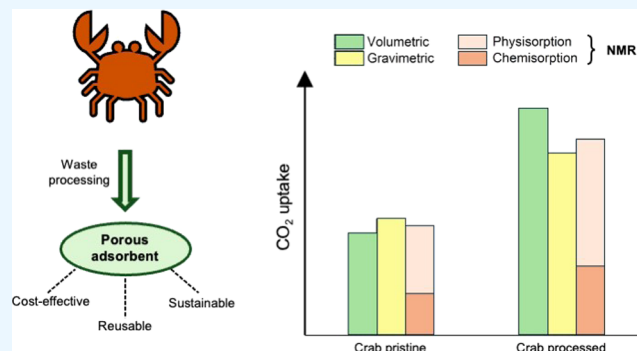 Waste
processing
Porous
adsorbent
Cost-effective
Reusable
Sustainable
Volumetric
Gravimetric
Physisorption
Chemisorption
NMR
CO₂ uptake
Crab pristine
Crab processed